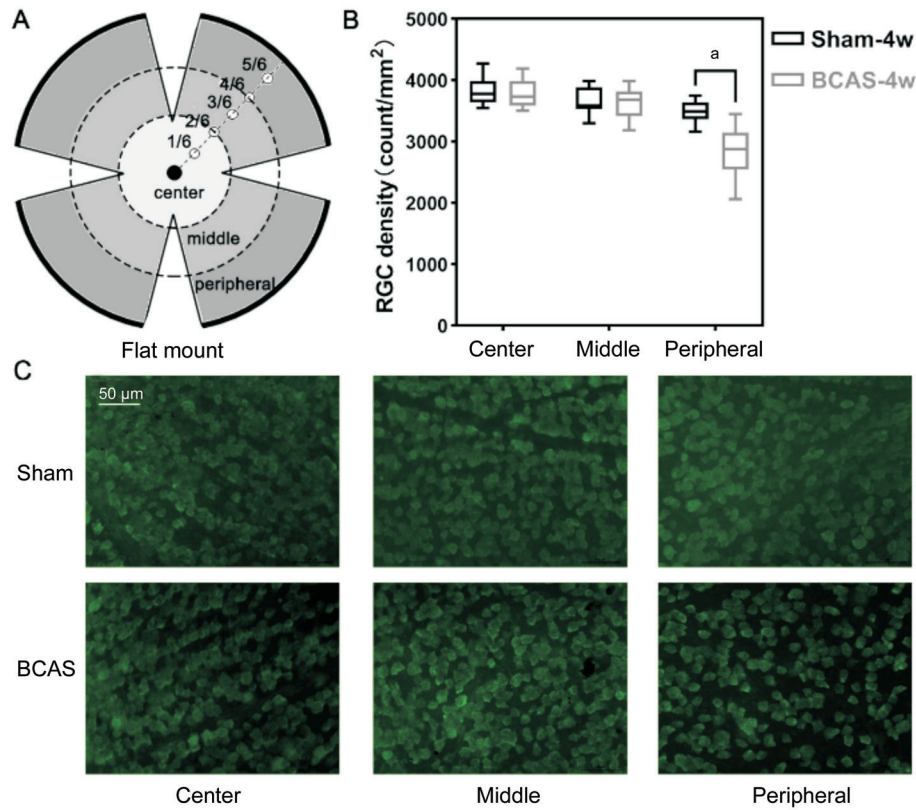 A
5/6
4/6
3/6
2/6
1/6
center
middle
peripheral
Flat mount
B
RGC density (count/mm²)
5000
4000
3000
2000
1000
0
a
Center Middle Peripheral
Sham-4w
BCAS-4w
C
50 µm
Sham
BCAS
Center Middle Peripheral